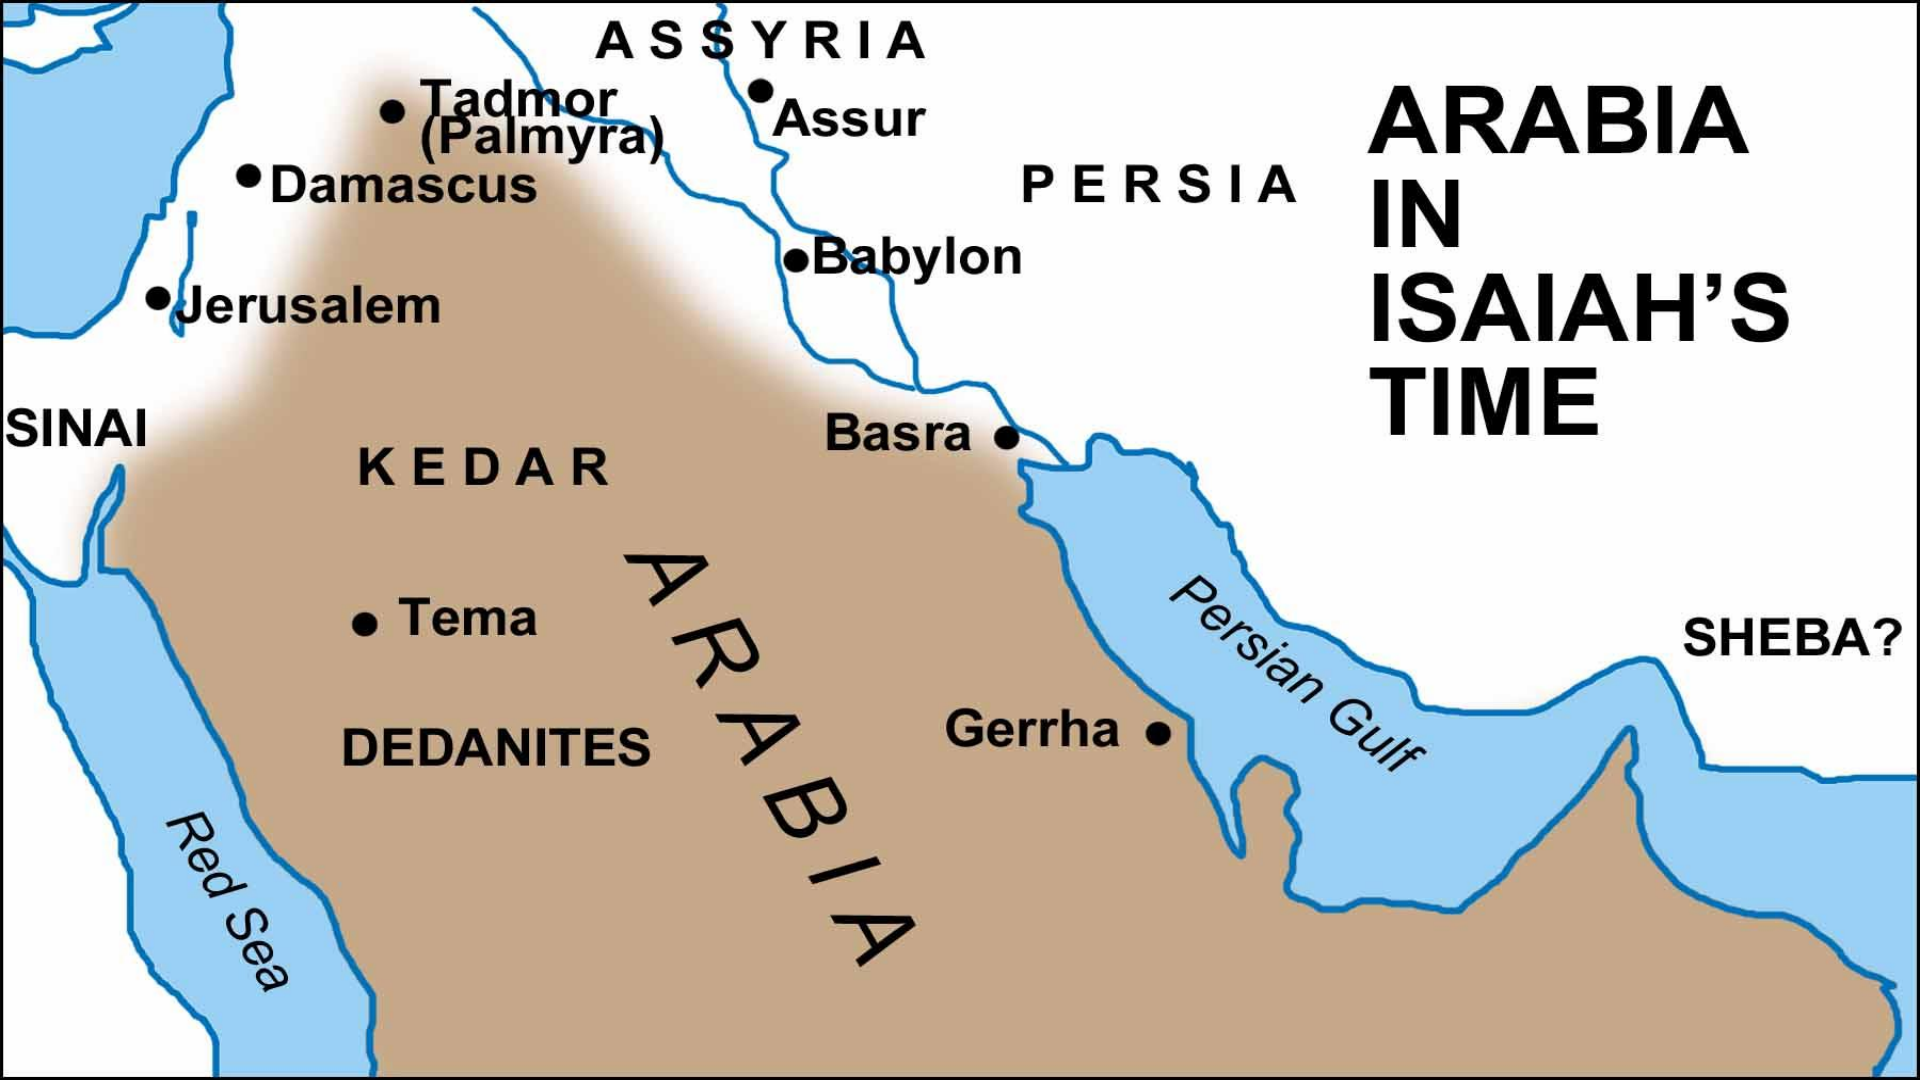 ASSYRIA
Tadmor
(Palmyra)
Assur
Damascus
PERSIA
ARABIA
IN
ISAIAH’S
TIME
Babylon
Jerusalem
SINAI
Basra
KEDAR
ARABIA
Tema
Persian Gulf
SHEBA?
Gerrha
DEDANITES
Red Sea